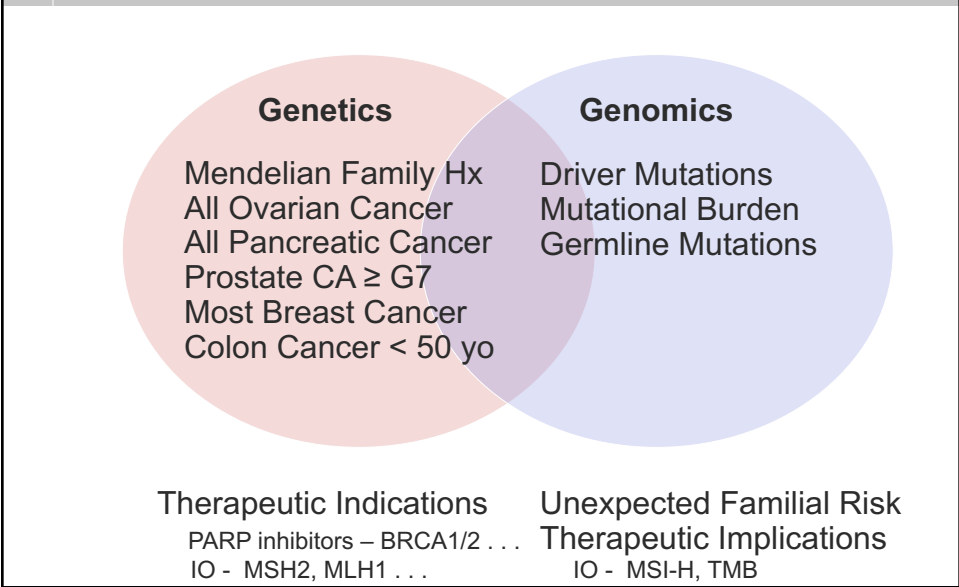 Genetics
Mendelian Family Hx
All Ovarian Cancer
All Pancreatic Cancer
Prostate CA ≥ G7
Most Breast Cancer
Colon Cancer < 50 yo
Genomics
Driver Mutations
Mutational Burden
Germline Mutations
Therapeutic Indications
PARP inhibitors – BRCA1/2 . . .
IO - MSH2, MLH1 . . .
Unexpected Familial Risk
Therapeutic Implications
IO - MSI-H, TMB